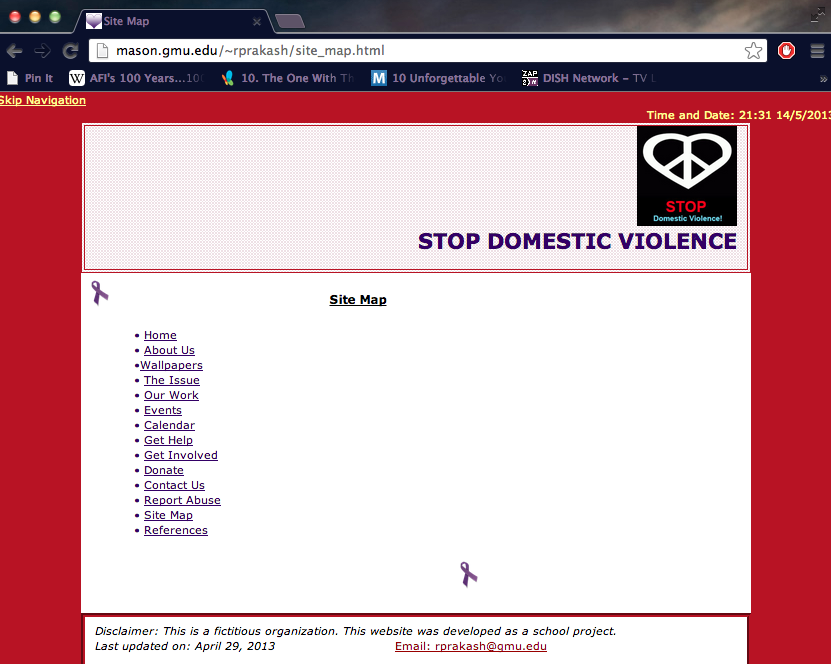 Site Map
mason.gmu.edu/~rprakash/site_map.html
Pin It
W AFI's 100 Years...100
10. The One With Th
M 10 Unforgettable Yo
ZAP 2it DISH Network – TV L
Skip Navigation
Time and Date: 21:31 14/5/2013
STOP
Domestic Violence!
STOP DOMESTIC VIOLENCE
Site Map
• Home
• About Us
•Wallpapers
• The Issue
• Our Work
• Events
• Calendar
• Get Help
• Get Involved
• Donate
• Contact Us
• Report Abuse
• Site Map
• References
Disclaimer: This is a fictitious organization. This website was developed as a school project.
Last updated on: April 29, 2013 Email: rprakash@gmu.edu